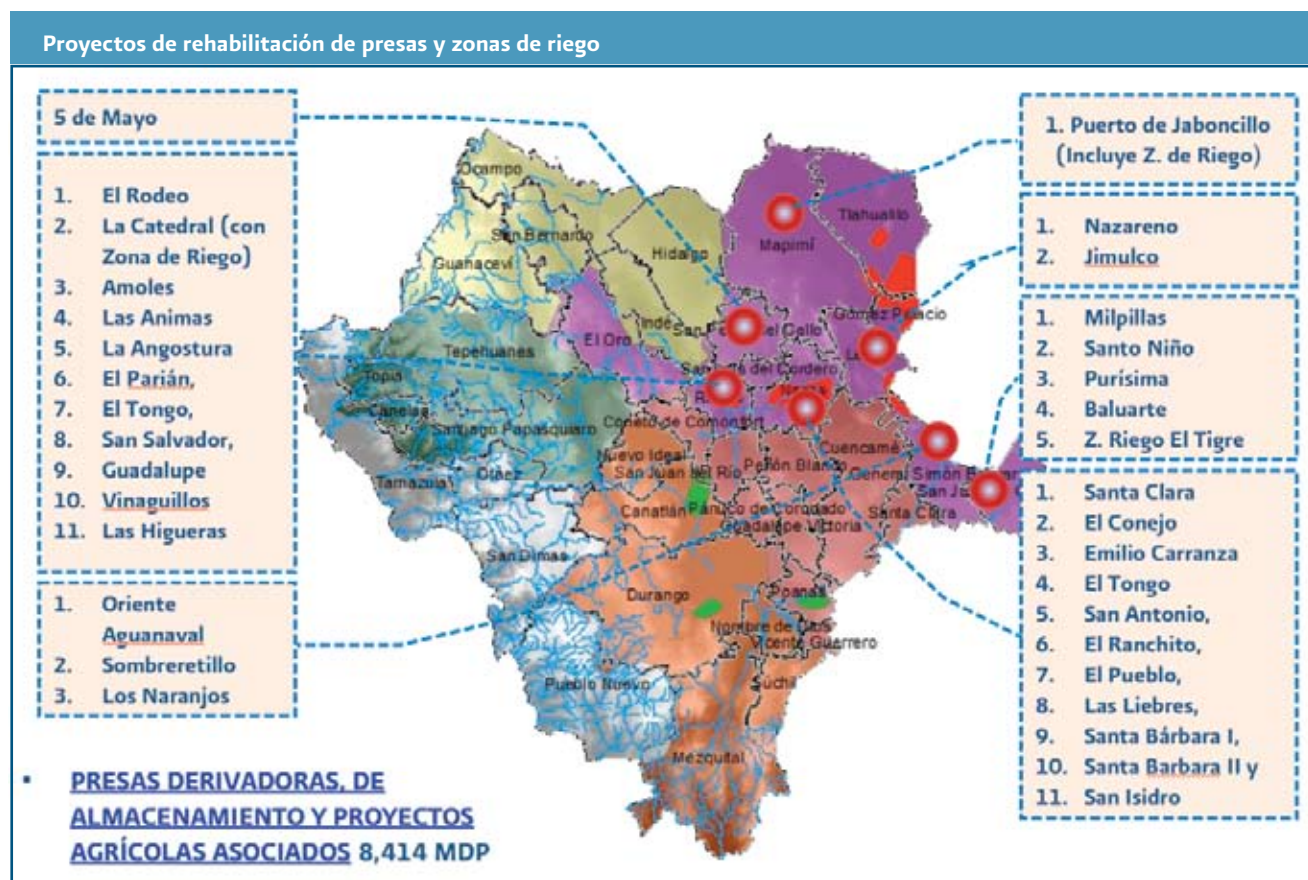 Proyectos de rehabilitación de presas y zonas de riego
5 de Mayo
1. El Rodeo
2. La Catedral (con
Zona de Riego)
3. Amoles
4. Las Animas
5. La Angostura
6. El Parián,
7. El Tongo,
8. San Salvador,
9. Guadalupe
10. Vinaguillos
11. Las Higueras
1. Oriente
Aguanaval
2. Sombreretillo
3. Los Naranjos
▪ PRESAS DERIVADORAS, DE
ALMACENAMIENTO Y PROYECTOS
AGRÍCOLAS ASOCIADOS 8,414 MDP
Ocampo
San Bernardo
Guanaceví
Hidalgo
Mapimí
Tlahualilo
Indé
El Oro
Gómez Palacio
Tepehuanes
Topia
Canelas
Santiago Papasquiaro
Coneto de Comonfort
Cuencamé
Nuevo Ideal
San Juan del Río
Peñón Blanco
General Simón
Otáez
Tamazula
Canatlán
Pánuco de Coronado
Guadalupe Victoria
Santa Clara
San Dimas
Durango
Poanas
Nombre de Dios
Vicente Guerrero
Pueblo Nuevo
Súchil
Mezquital
1. Puerto de Jaboncillo
(Incluye Z. de Riego)
1. Nazareno
2. Jimulco
1. Milpillas
2. Santo Niño
3. Purísima
4. Baluarte
5. Z. Riego El Tigre
1. Santa Clara
2. El Conejo
3. Emilio Carranza
4. El Tongo
5. San Antonio,
6. El Ranchito,
7. El Pueblo,
8. Las Liebres,
9. Santa Bárbara I,
10. Santa Barbara II y
11. San Isidro